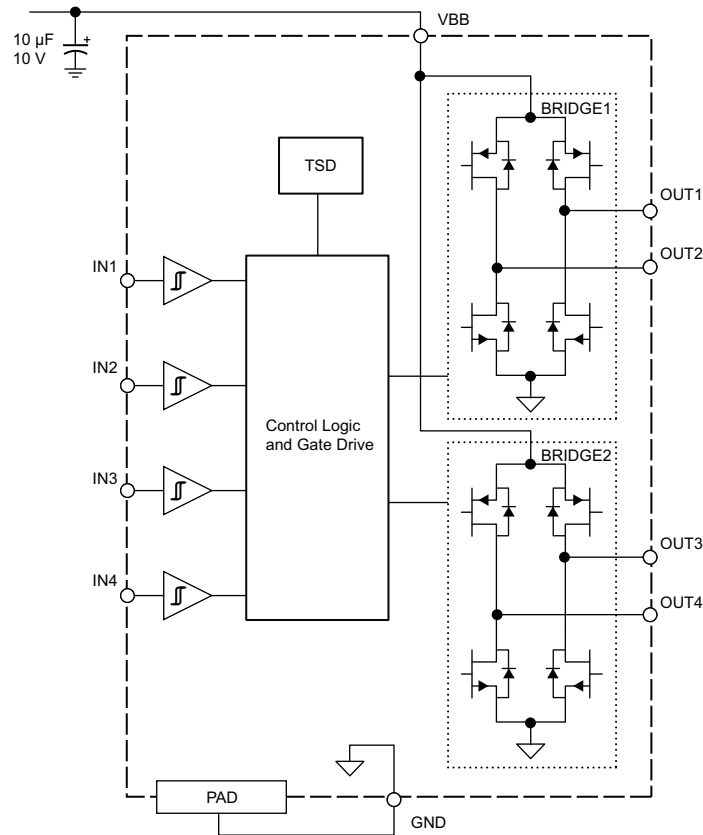 VBB
10 µF
+
10 V
BRIDGE1
TSD
OUT1
OUT2
IN1
IN2
Control Logic
and Gate Drive
IN3
BRIDGE2
OUT3
IN4
OUT4
PAD
GND